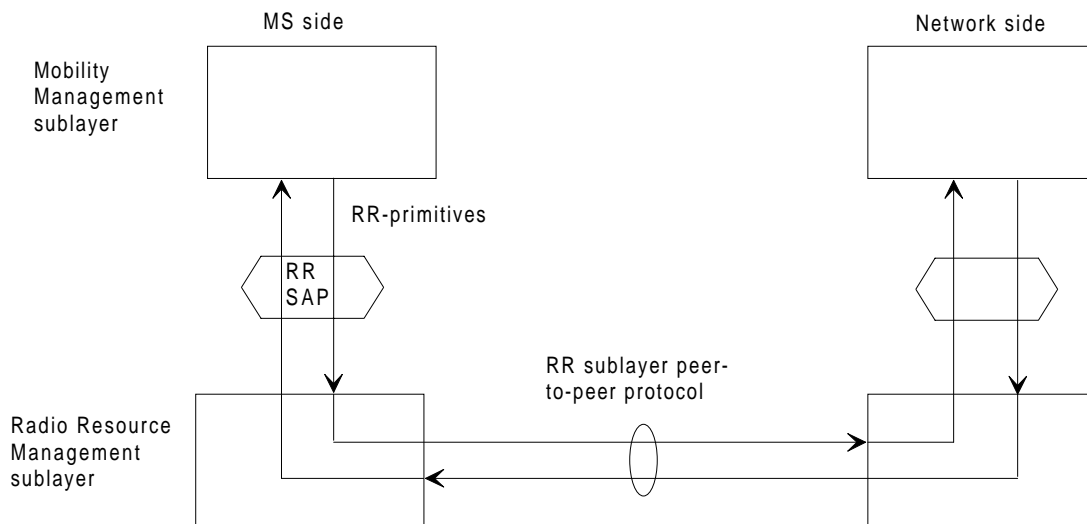 MS side
Network side
Mobility
Management
sublayer
RR-primitives
RR
SAP
RR sublayer peer-
to-peer protocol
Radio Resource
Management
sublayer